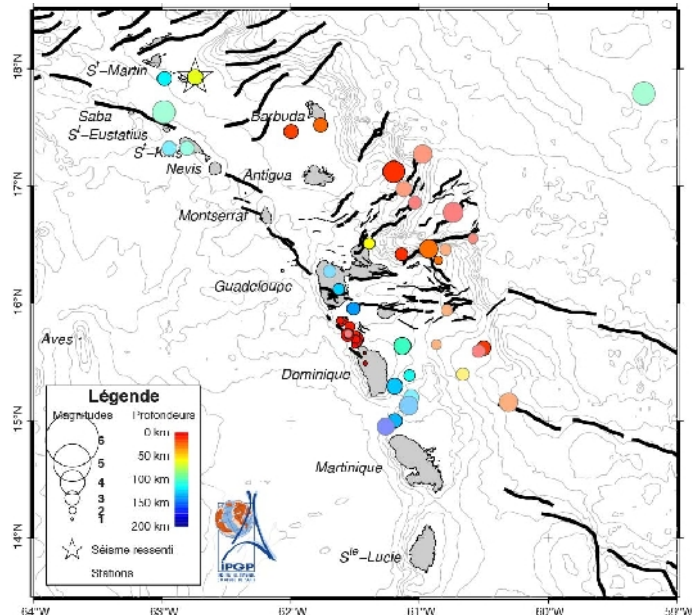 18°N
17°N
16°N
15°N
14°N
64°W
63°W
62°W
61°W
60°W
59°W
Sᵗ-Martin
Saba
Sᵗ-Eustatius
Sᵗ-Kitts
Nevis
Barbuda
Antigua
Montserrat
Guadeloupe
Aves
Dominique
Martinique
Sᵗᵉ-Lucie
Légende
Magnitudes
Profondeurs
6
5
4
3
2
1
0 km
50 km
100 km
150 km
200 km
Séisme ressenti
Stations
iPGP